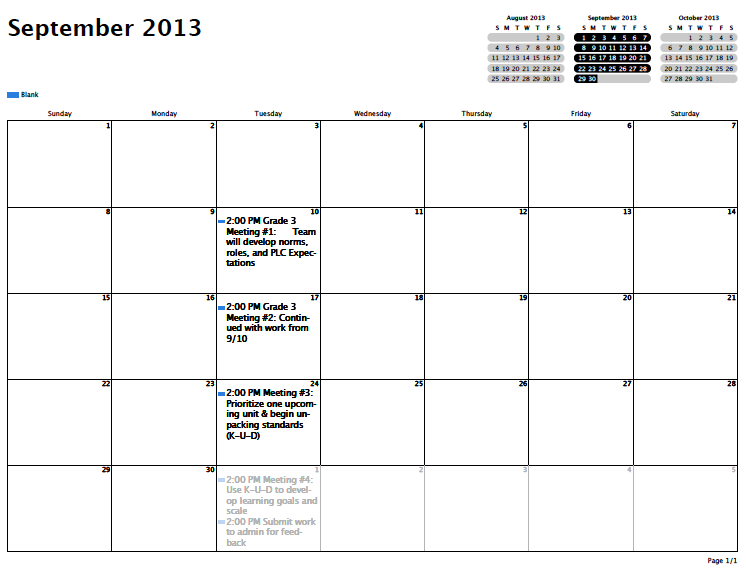 September 2013
August 2013
S M T W T F S
1 2 3
4 5 6 7 8 9 10
11 12 13 14 15 16 17
18 19 20 21 22 23 24
25 26 27 28 29 30 31
September 2013
S M T W T F S
1 2 3 4 5 6 7
8 9 10 11 12 13 14
15 16 17 18 19 20 21
22 23 24 25 26 27 28
29 30
October 2013
S M T W T F S
1 2 3 4 5
6 7 8 9 10 11 12
13 14 15 16 17 18 19
20 21 22 23 24 25 26
27 28 29 30 31
Blank
Sunday Monday Tuesday Wednesday Thursday Friday Saturday
1 2 3 4 5 6 7
8 9 10 11 12 13 14
2:00 PM Grade 3
Meeting #1: Team
will develop norms,
roles, and PLC Expec-
tations
15 16 17 18 19 20 21
2:00 PM Grade 3
Meeting #2: Contin-
ued with work from
9/10
22 23 24 25 26 27 28
2:00 PM Meeting #3:
Prioritize one upcom-
ing unit & begin un-
packing standards
(K-U-D)
29 30 1 2 3 4 5
2:00 PM Meeting #4:
Use K-U-D to devel-
op learning goals and
scale
2:00 PM Submit work
to admin for feed-
back
Page 1/1